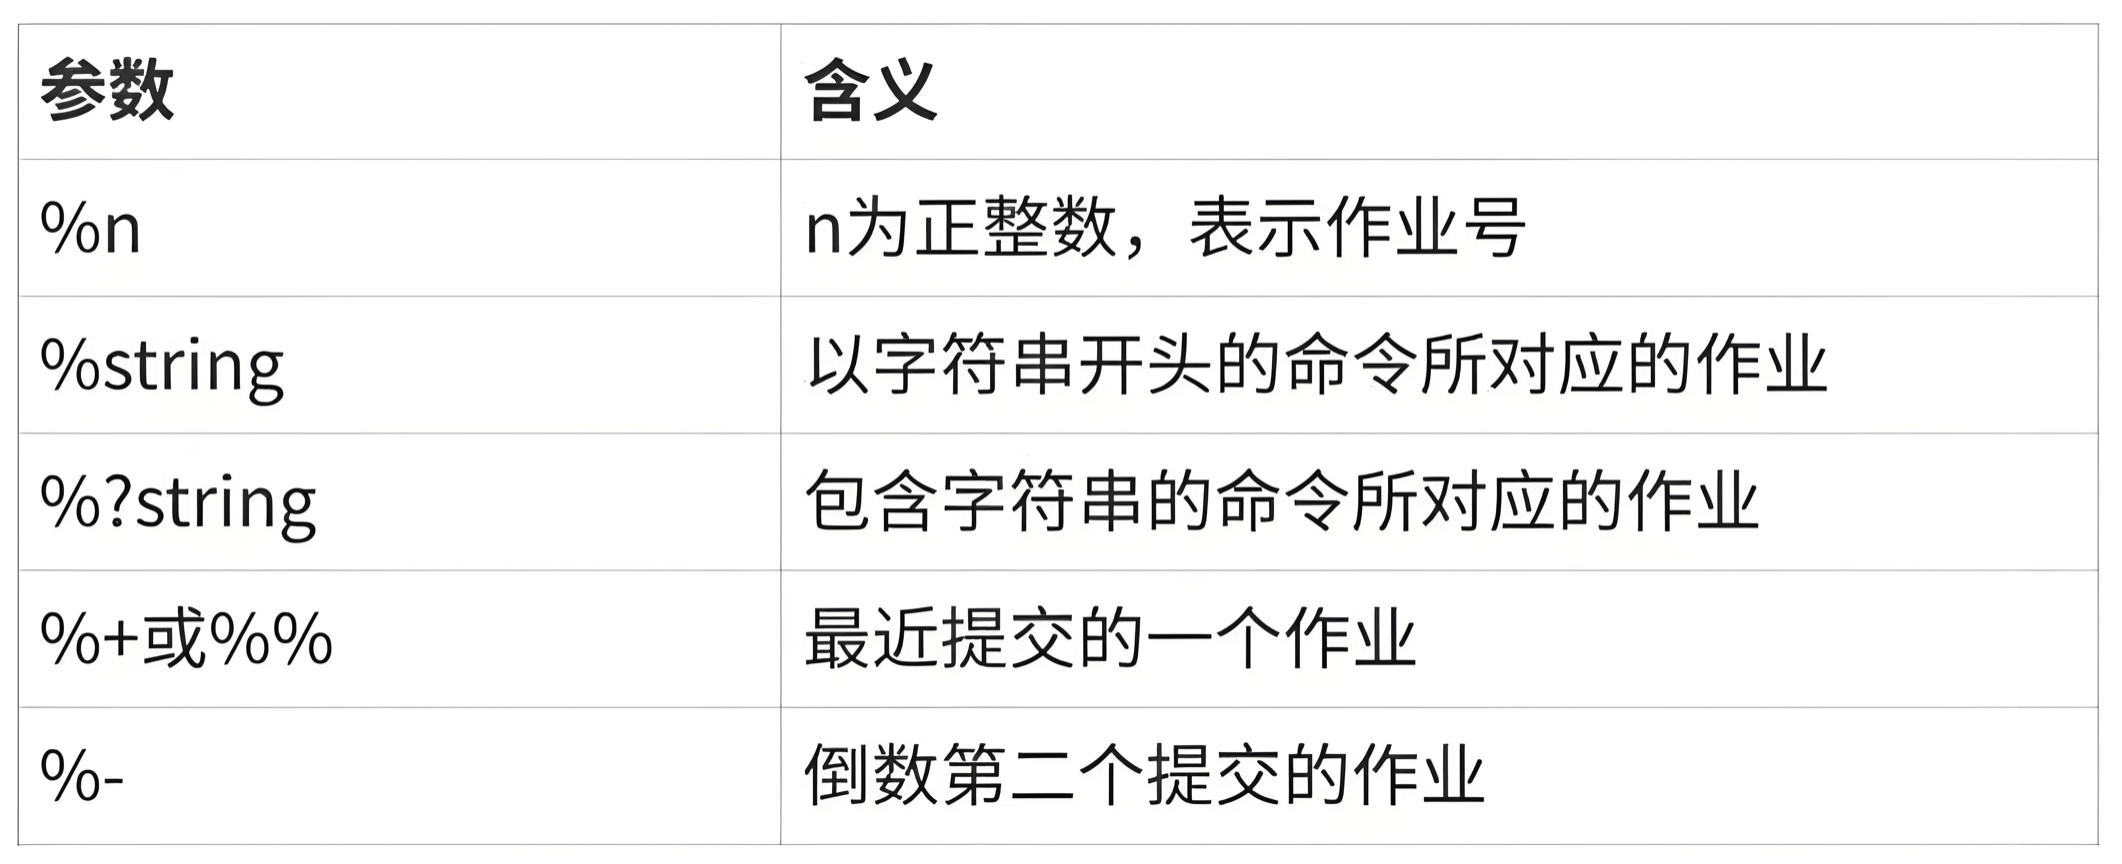 参数 含义
%n n为正整数，表示作业号
%string 以字符串开头的命令所对应的作业
%?string 包含字符串的命令所对应的作业
%+或%% 最近提交的一个作业
%- 倒数第二个提交的作业